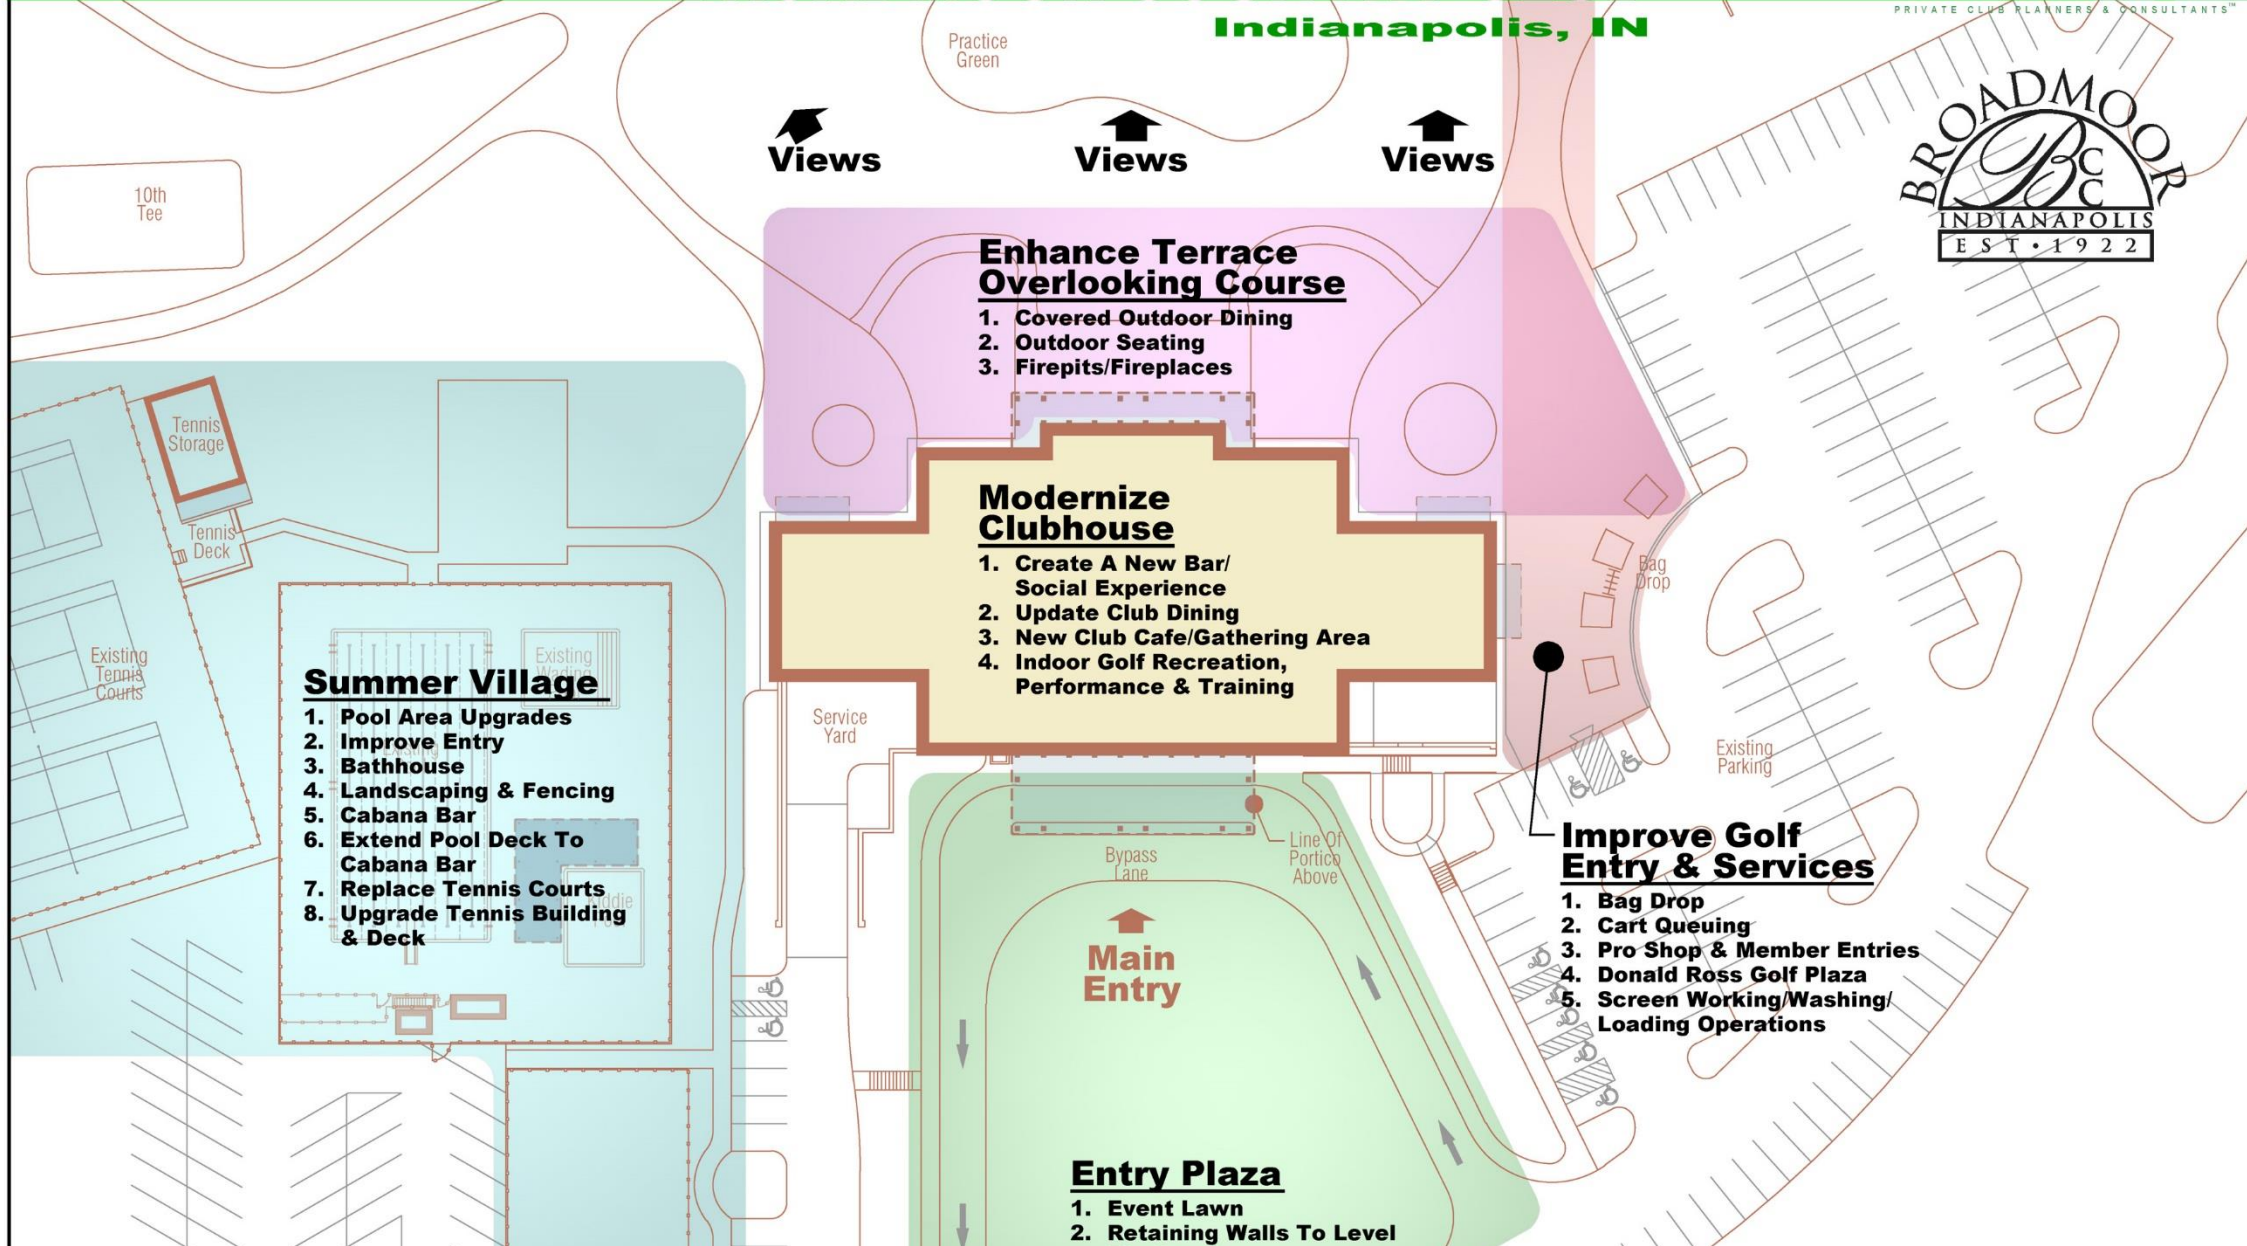 PRIVATE CLUB PLANNERS & CONSULTANTS™
Indianapolis, IN
Practice
Green
BROADMOOR
BCC
INDIANAPOLIS
EST • 1922
Views
Views
Views
10th
Tee
Enhance Terrace
Overlooking Course
1. Covered Outdoor Dining
2. Outdoor Seating
3. Firepits/Fireplaces
Tennis
Storage
Tennis
Deck
Existing
Tennis
Courts
Modernize
Clubhouse
1. Create A New Bar/
Social Experience
2. Update Club Dining
3. New Club Cafe/Gathering Area
4. Indoor Golf Recreation,
Performance & Training
Bag
Drop
Existing
Wading
Summer Village
1. Pool Area Upgrades
2. Improve Entry
3. Bathhouse
4. Landscaping & Fencing
5. Cabana Bar
6. Extend Pool Deck To
Cabana Bar
7. Replace Tennis Courts
8. Upgrade Tennis Building
& Deck
Existing
Kiddie
Service
Yard
Existing
Parking
Line Of
Portico
Above
Bypass
Lane
Main
Entry
Improve Golf
Entry & Services
1. Bag Drop
2. Cart Queuing
3. Pro Shop & Member Entries
4. Donald Ross Golf Plaza
5. Screen Working/Washing/
Loading Operations
Entry Plaza
1. Event Lawn
2. Retaining Walls To Level